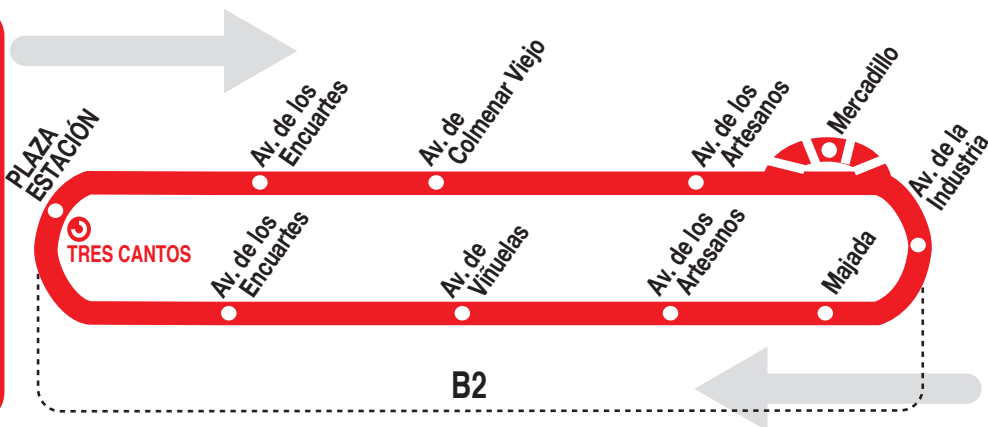 PLAZA
ESTACIÓN
Av. de los
Encuartes
Av. de
Colmenar Viejo
Av. de los
Artesanos
Mercadillo
Av. de la
Industria
TRES CANTOS
Av. de los
Encuartes
Av. de
Viñuelas
Av. de los
Artesanos
Majada
B2